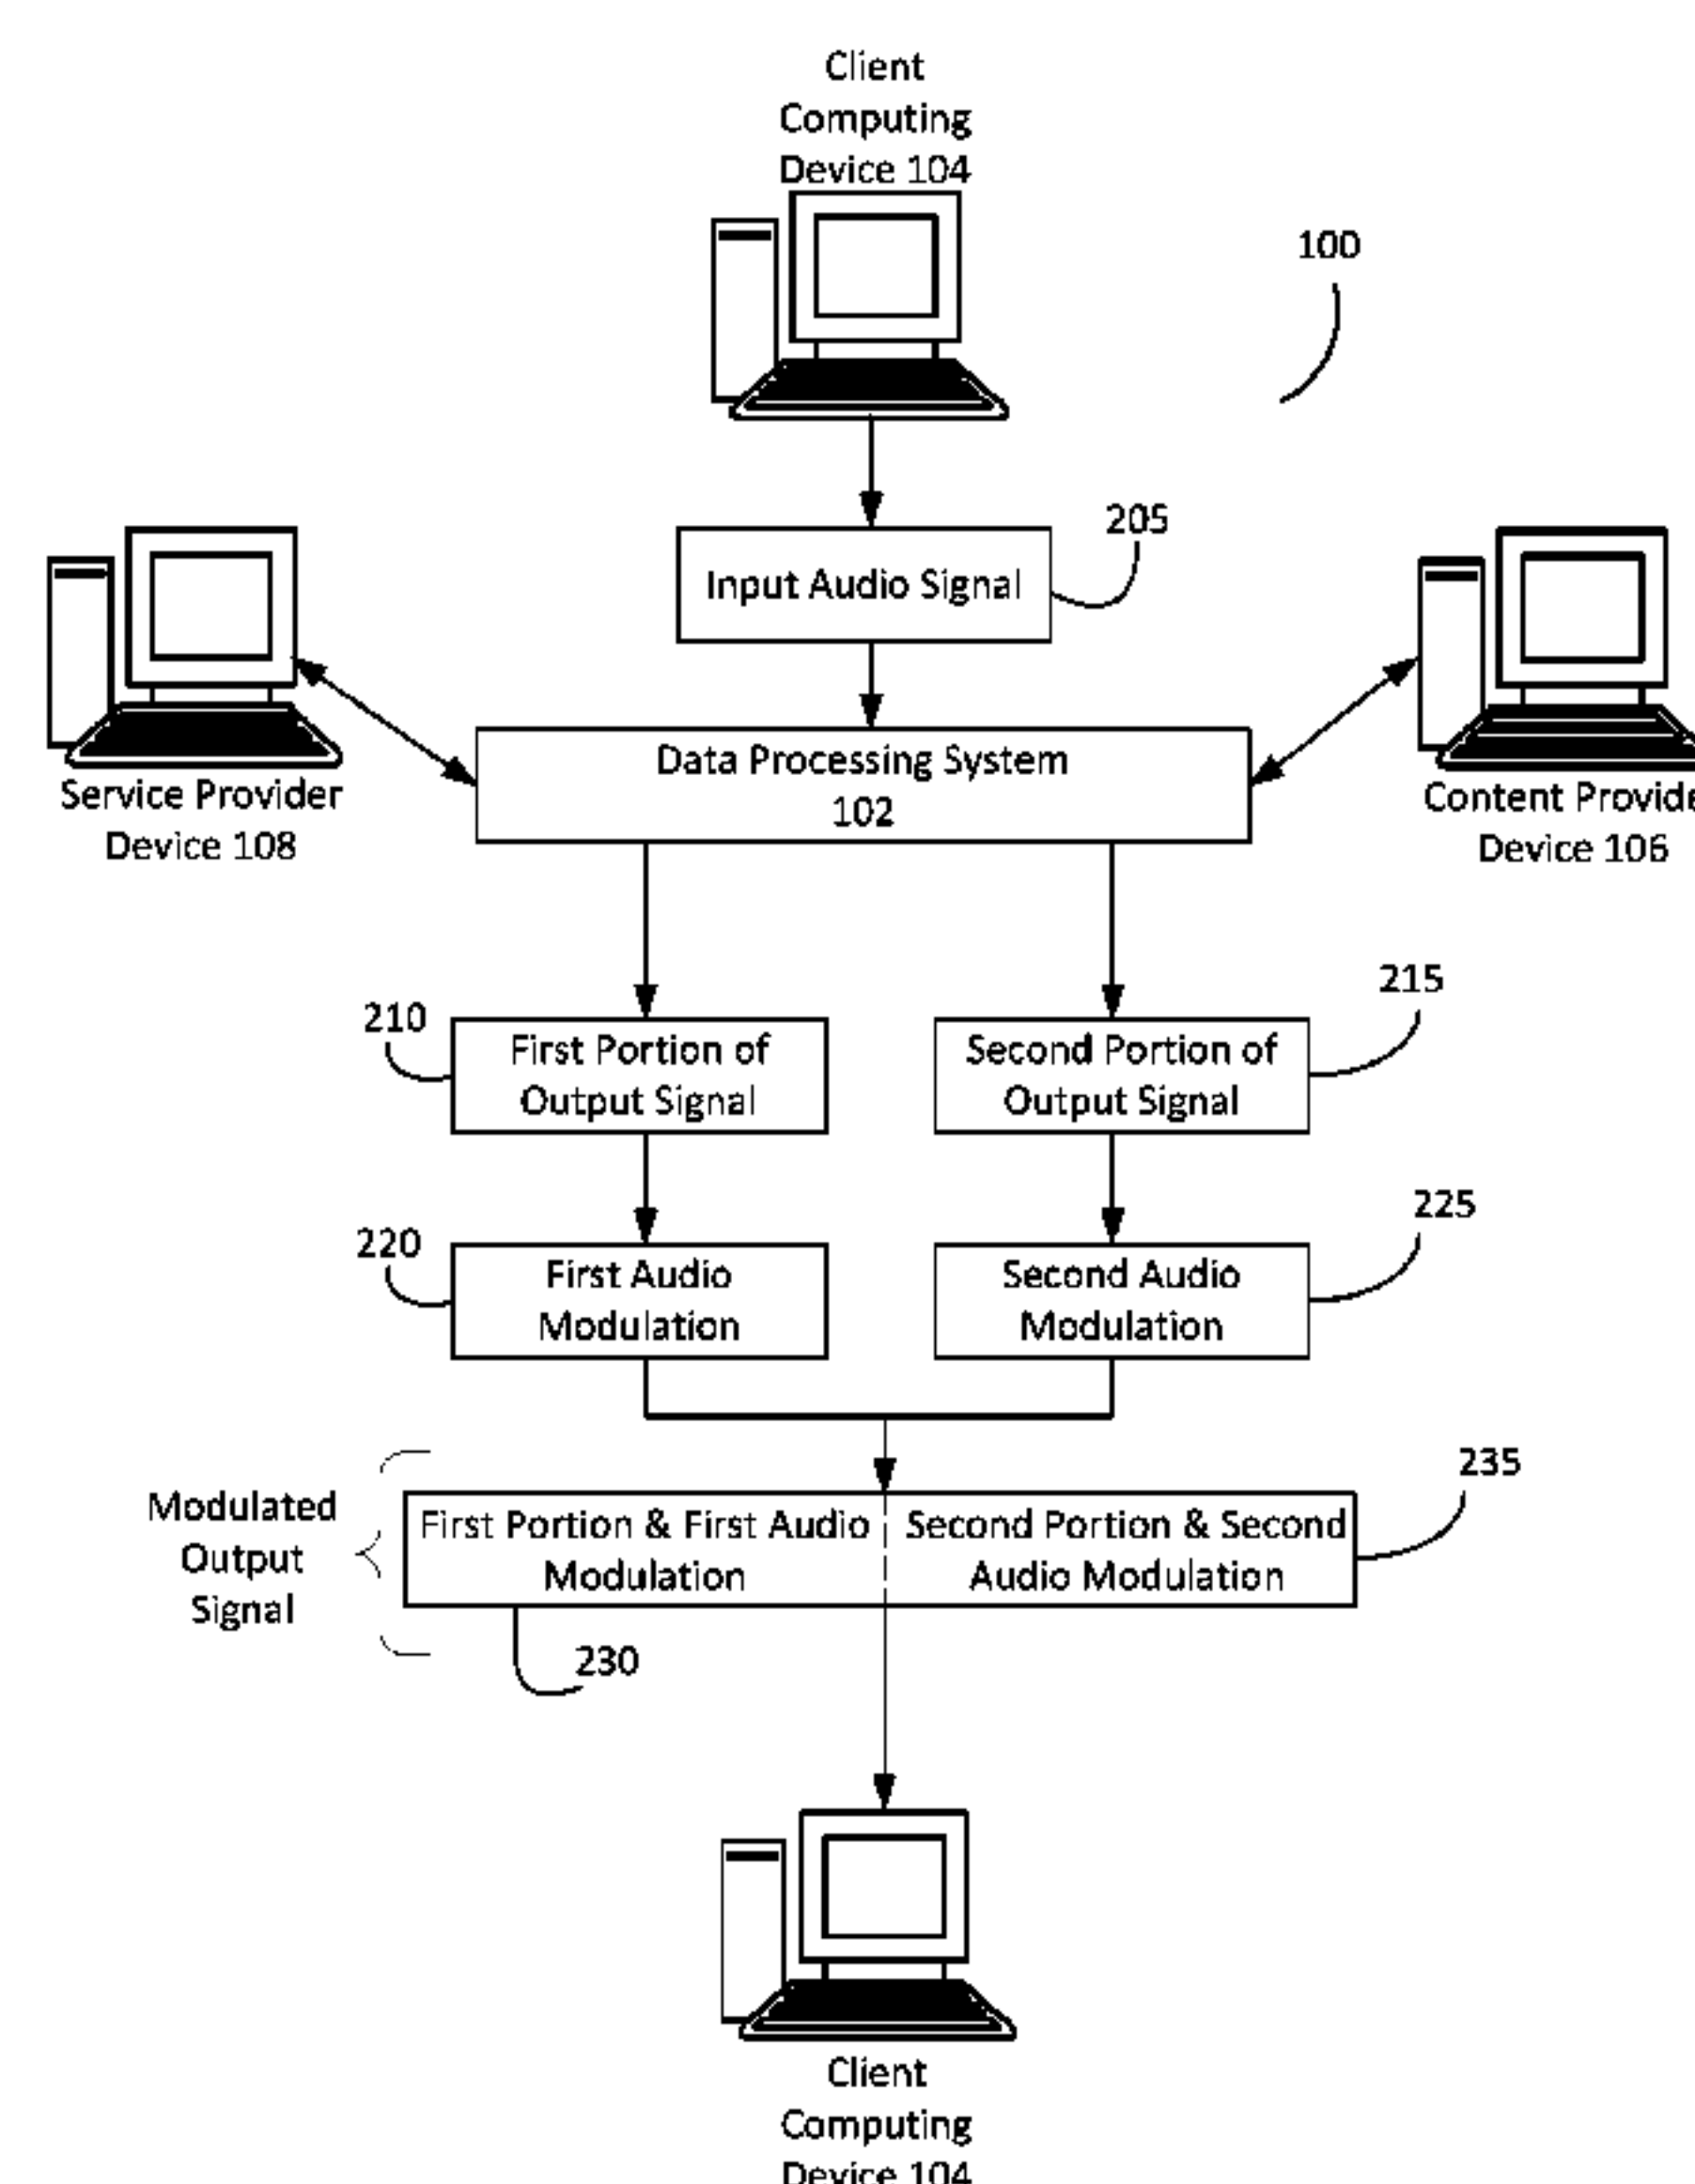 Client
Computing
Device 104
100
205
Input Audio Signal
Data Processing System
102
Service Provider
Device 108
Content Provide
Device 106
210
First Portion of
Output Signal
215
Second Portion of
Output Signal
220
First Audio
Modulation
225
Second Audio
Modulation
235
Modulated
Output
Signal
First Portion & First Audio
Modulation
Second Portion & Second
Audio Modulation
230
Client
Computing
Device 104